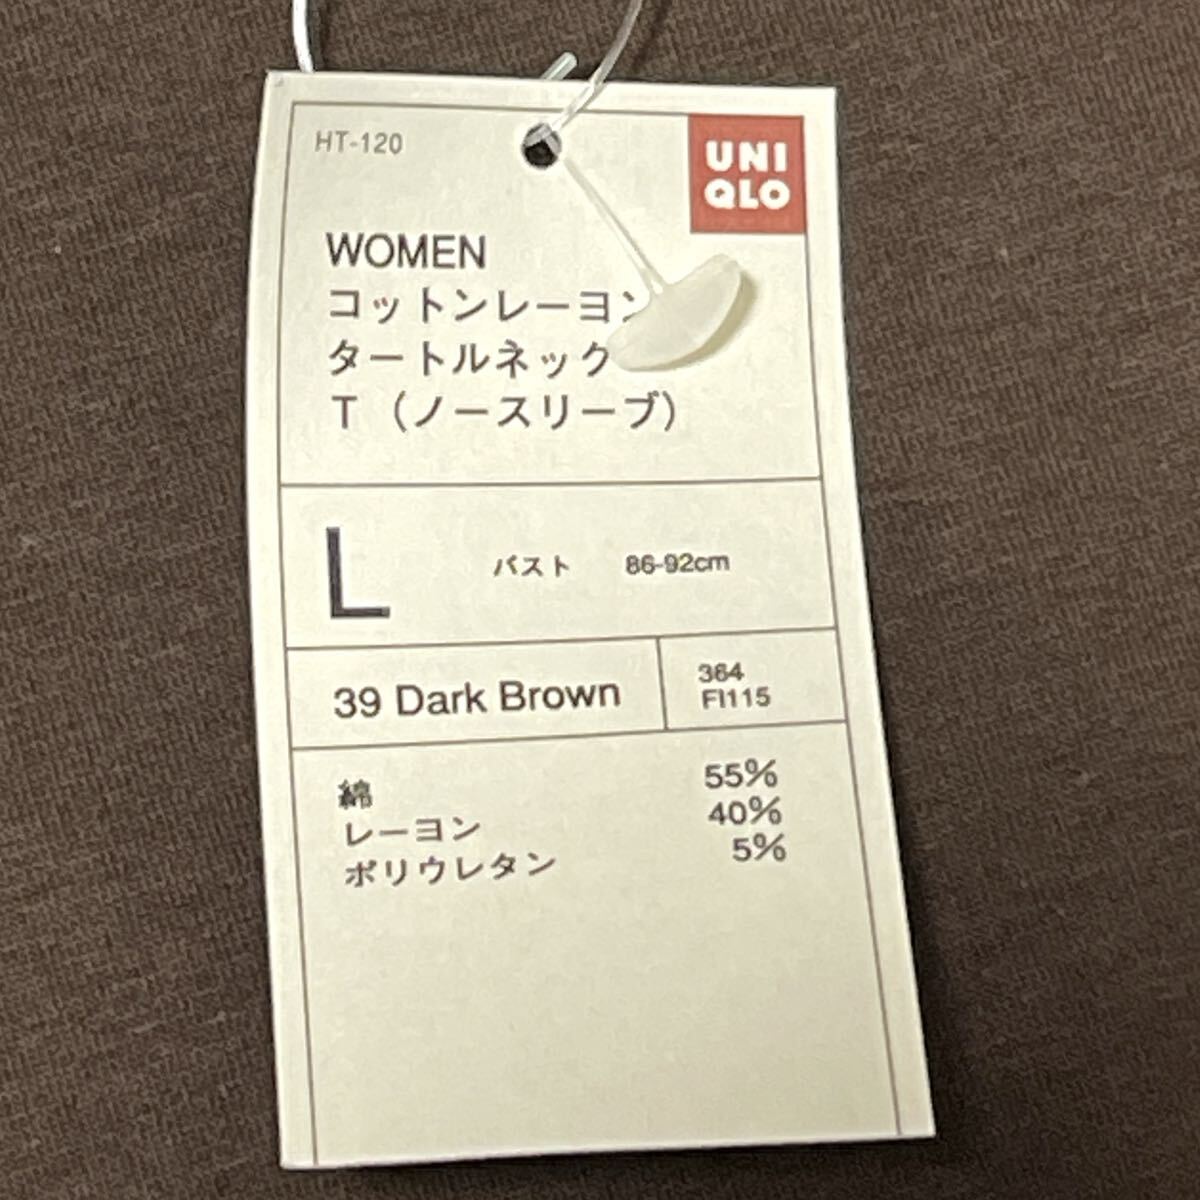 HT-120
UNI
QLO
WOMEN
コットンレーヨン
タートルネック
T（ノースリーブ）
L バスト 86-92cm
39 Dark Brown
364
FI115
綿 55%
レーヨン 40%
ポリウレタン 5%